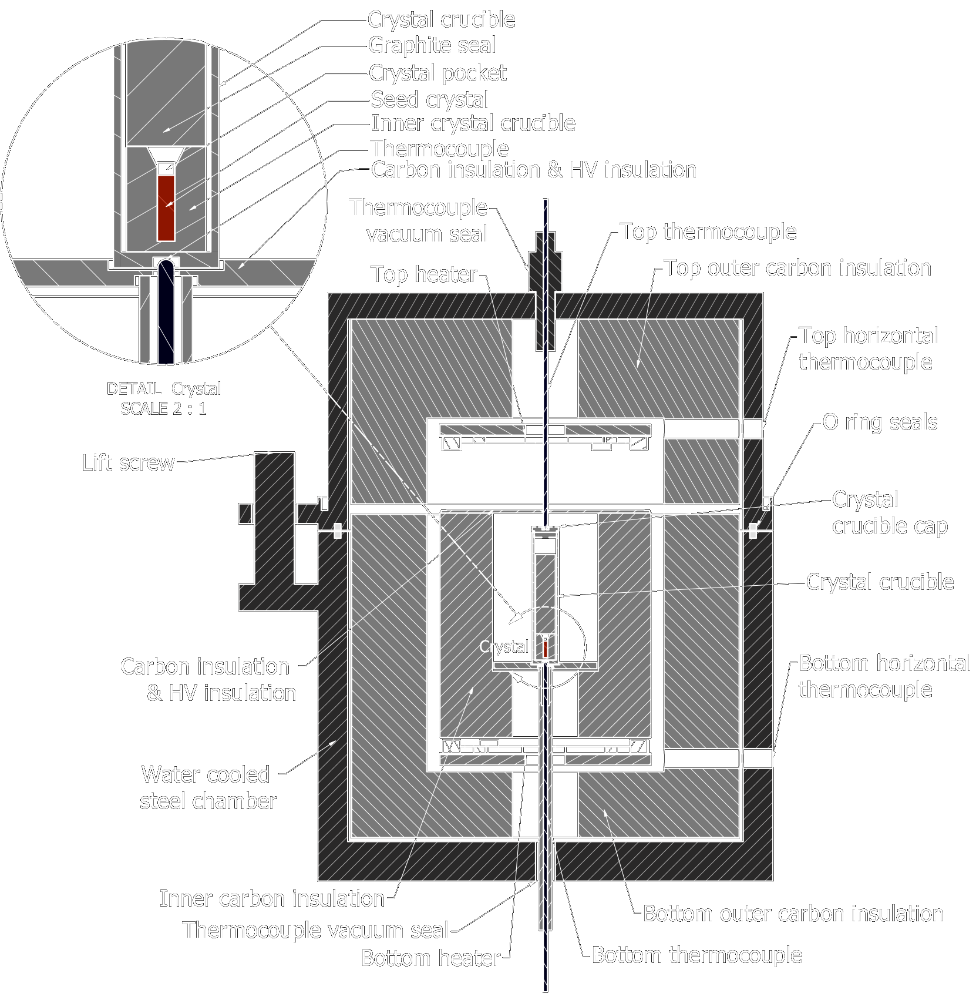 Crystal crucible
Graphite seal
Crystal pocket
Seed crystal
Inner crystal crucible
Thermocouple
Carbon insulation & HV insulation
Thermocouple
vacuum seal
Top thermocouple
Top heater
Top outer carbon insulation
Top horizontal
thermocouple
DETAIL Crystal
SCALE 2 : 1
O ring seals
Lift screw
Crystal
crucible cap
Crystal crucible
Crystal
Carbon insulation
& HV insulation
Bottom horizontal
thermocouple
Water cooled
steel chamber
Inner carbon insulation
Bottom outer carbon insulation
Thermocouple vacuum seal
Bottom heater
Bottom thermocouple